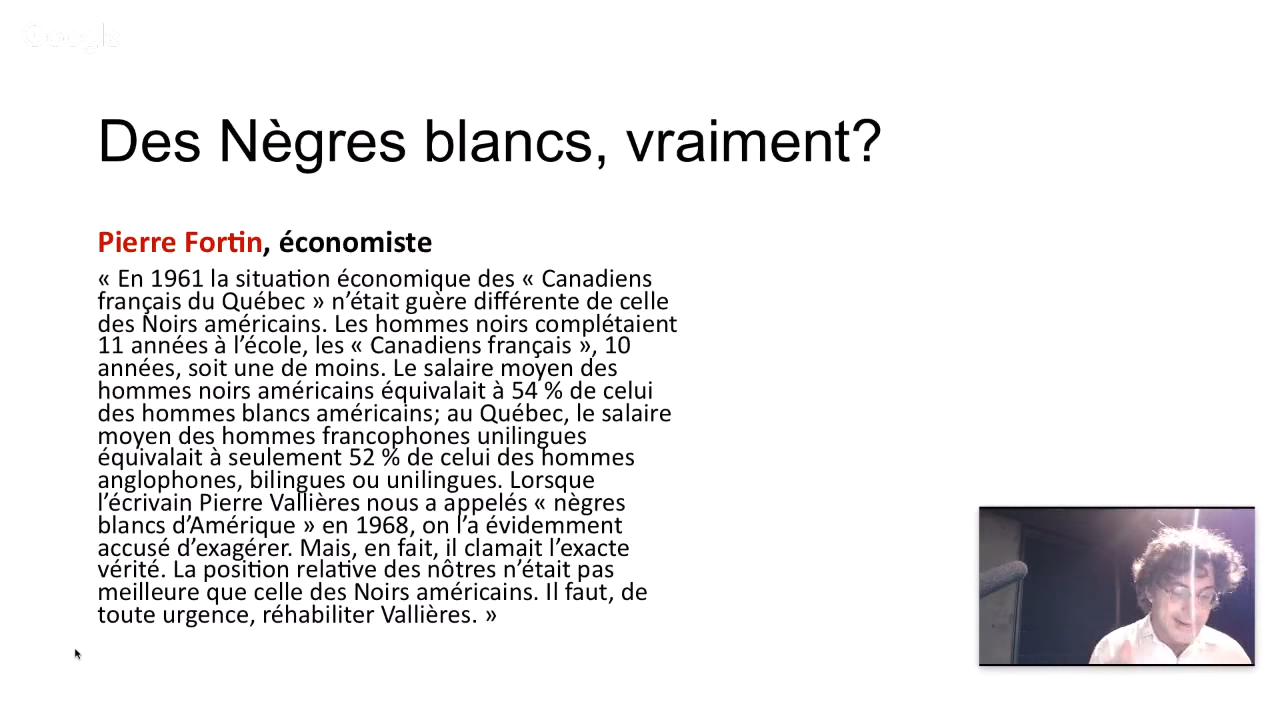 Google
Des Nègres blancs, vraiment?
Pierre Fortin, économiste
« En 1961 la situation économique des « Canadiens
français du Québec » n’était guère différente de celle
des Noirs américains. Les hommes noirs complétaient
11 années à l’école, les « Canadiens français », 10
années, soit une de moins. Le salaire moyen des
hommes noirs américains équivalait à 54 % de celui
des hommes blancs américains; au Québec, le salaire
moyen des hommes francophones unilingues
équivalait à seulement 52 % de celui des hommes
anglophones, bilingues ou unilingues. Lorsque
l’écrivain Pierre Vallières nous a appelés « nègres
blancs d’Amérique » en 1968, on l’a évidemment
accusé d’exagérer. Mais, en fait, il clamait l’exacte
vérité. La position relative des nôtres n’était pas
meilleure que celle des Noirs américains. Il faut, de
toute urgence, réhabiliter Vallières. »